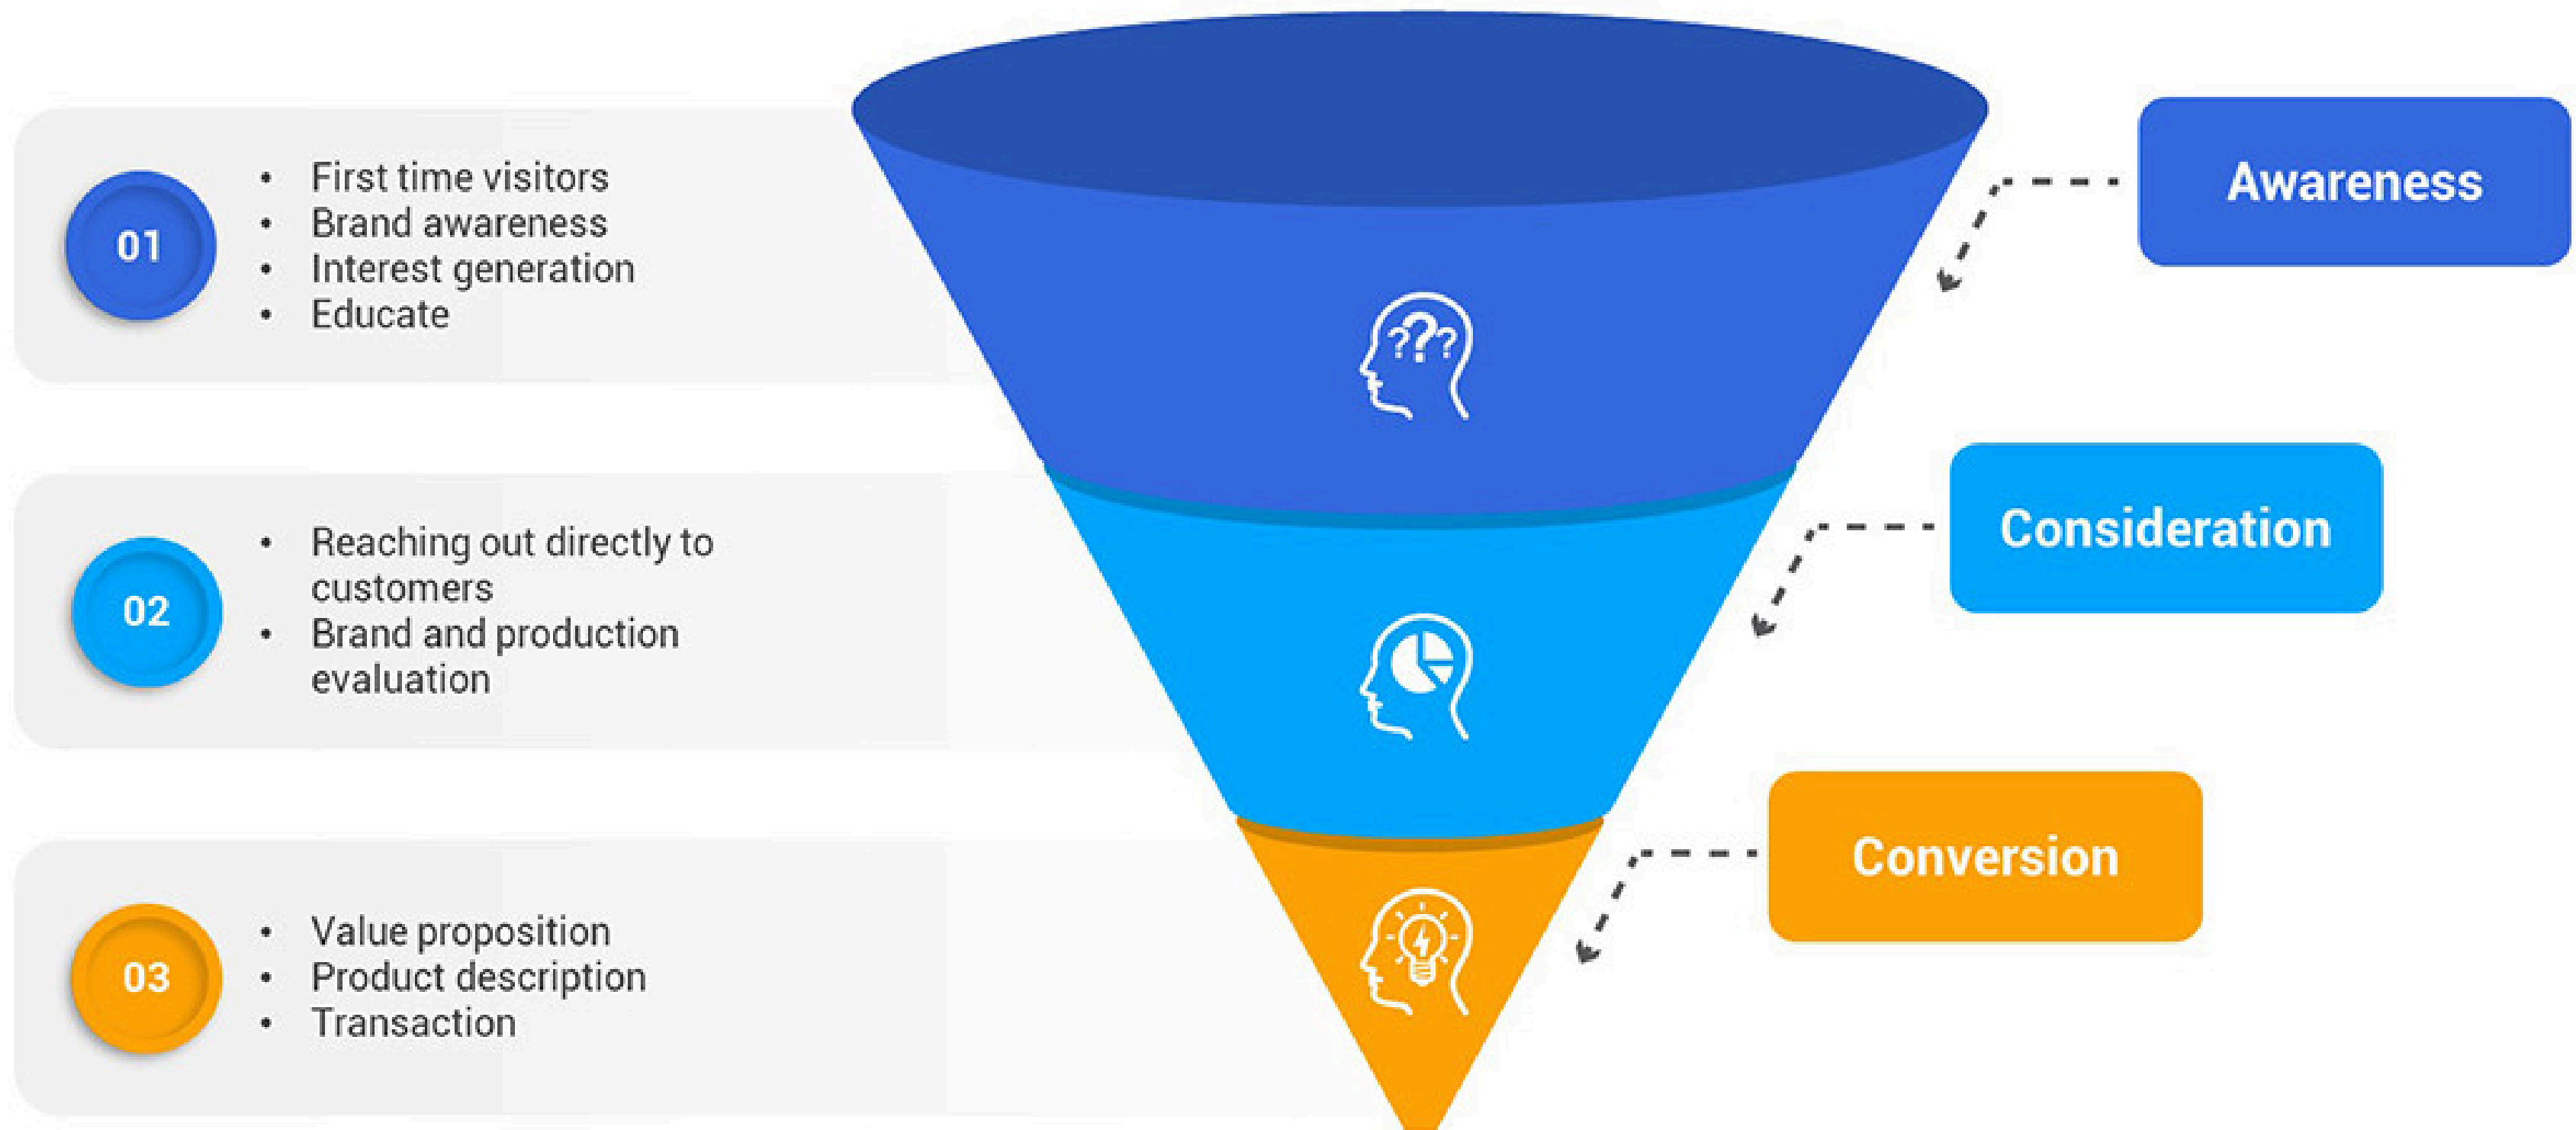 Awareness
01
• First time visitors
• Brand awareness
• Interest generation
• Educate
???
Consideration
02
• Reaching out directly to
customers
• Brand and production
evaluation
Conversion
03
• Value proposition
• Product description
• Transaction